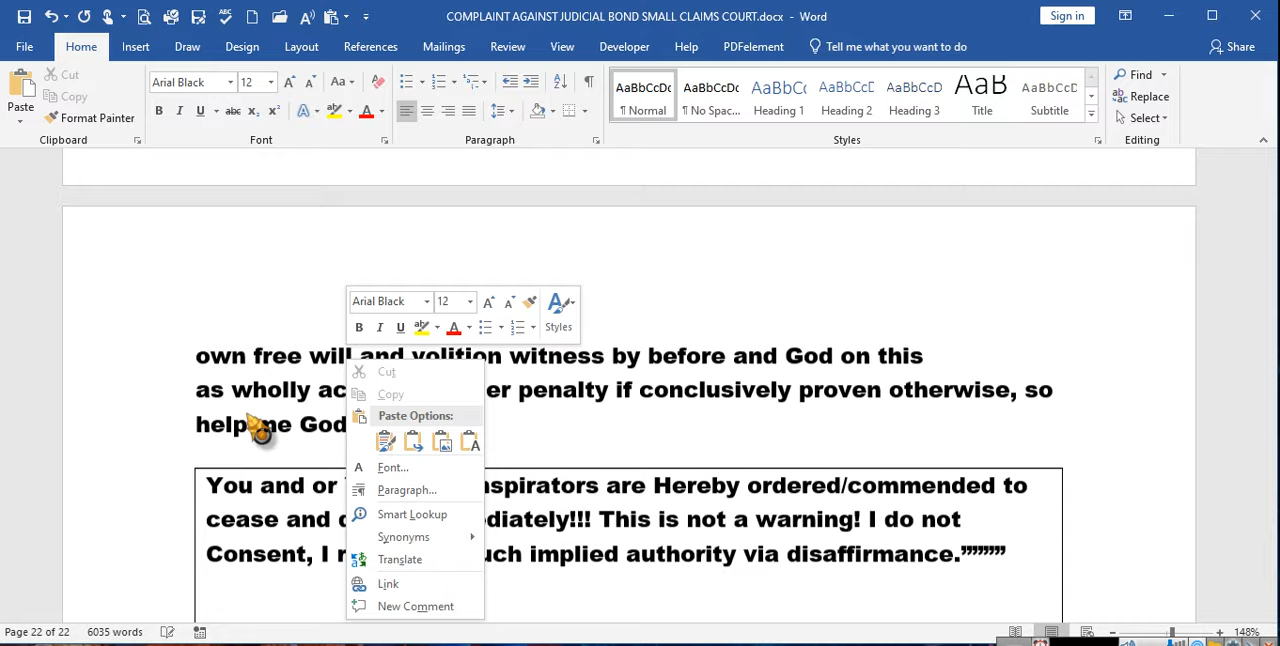 COMPLAINT AGAINST JUDICIAL BOND SMALL CLAIMS COURT.docx - Word
Sign in
File Home Insert Draw Design Layout References Mailings Review View Developer Help PDFelement Tell me what you want to do Share
Paste
Cut
Copy
Format Painter
Clipboard
Arial Black 12
Font
Paragraph
AaBbCcDc AaBbCcDc AaBbCc AaBbCcDc AaBbCcDc AaB AaBbCcDc
¶ Normal ¶ No Spac... Heading 1 Heading 2 Heading 3 Title Subtitle
Styles
Find
Replace
Select
Editing
Arial Black 12
Styles
own free will and volition witness by before and God on this
as wholly ac er penalty if conclusively proven otherwise, so
help me God
Cut
Copy
Paste Options:
Font...
Paragraph...
Smart Lookup
Synonyms
Translate
Link
New Comment
You and or nspirators are Hereby ordered/commended to
cease and d ediately!!! This is not a warning! I do not
Consent, I r uch implied authority via disaffirmance.”””””
Page 22 of 22 6035 words 148%